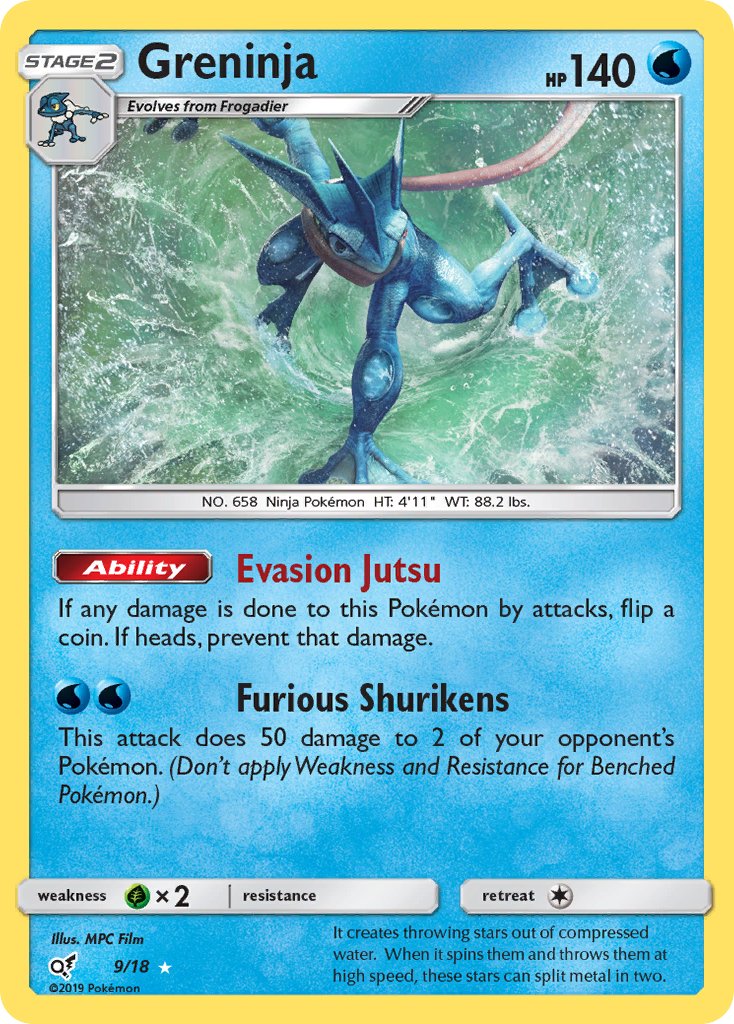 STAGE 2
Greninja
HP 140
Evolves from Frogadier
NO. 658 Ninja Pokémon HT: 4'11" WT: 88.2 lbs.
Ability Evasion Jutsu
If any damage is done to this Pokémon by attacks, flip a
coin. If heads, prevent that damage.
Furious Shurikens
This attack does 50 damage to 2 of your opponent's
Pokémon. (Don't apply Weakness and Resistance for Benched
Pokémon.)
weakness ×2 resistance retreat
Illus. MPC Film
9/18
©2019 Pokémon
It creates throwing stars out of compressed
water. When it spins them and throws them at
high speed, these stars can split metal in two.